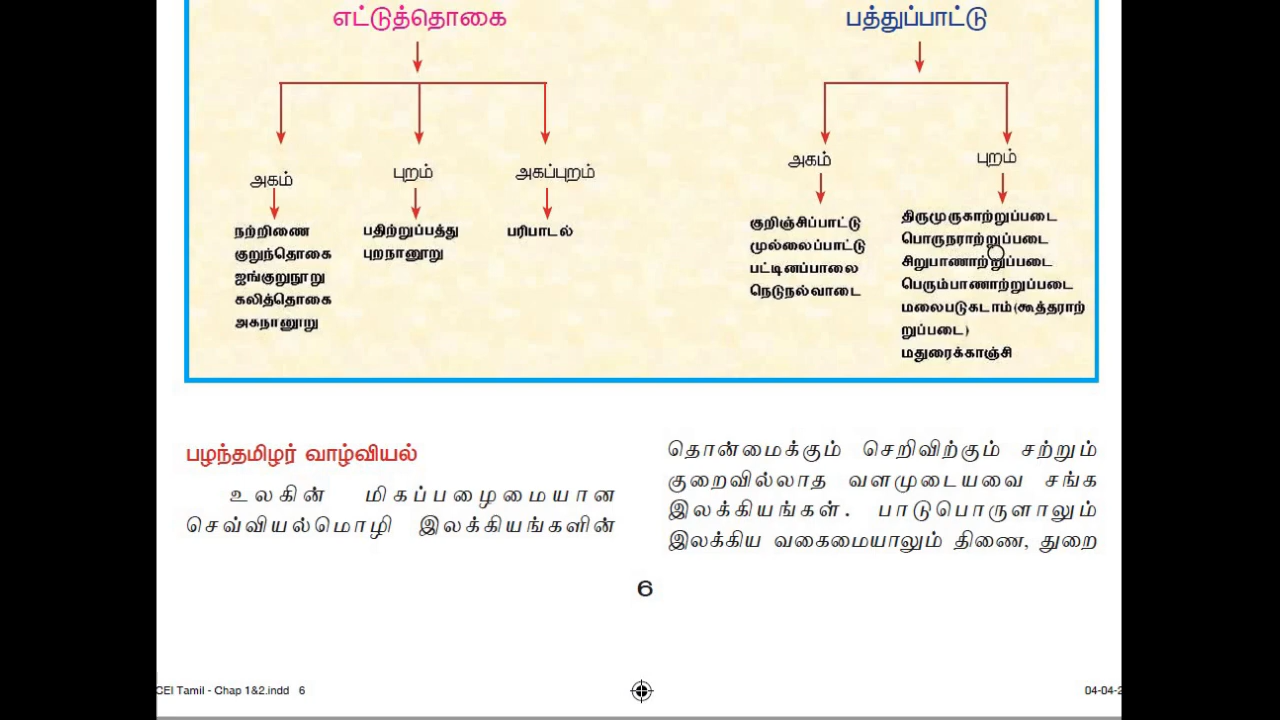 எட்டுத்தொகை
அகம்
நற்றிணை
குறுந்தொகை
ஐங்குறுநூறு
கலித்தொகை
அகநானூறு
புறம்
பதிற்றுப்பத்து
புறநானூறு
அகப்புறம்
பரிபாடல்
பத்துப்பாட்டு
அகம்
குறிஞ்சிப்பாட்டு
முல்லைப்பாட்டு
பட்டினப்பாலை
நெடுநல்வாடை
புறம்
திருமுருகாற்றுப்படை
பொருநராற்றுப்படை
சிறுபாணாற்றுப்படை
பெரும்பாணாற்றுப்படை
மலைபடுகடாம்(கூத்தராற்
றுப்படை)
மதுரைக்காஞ்சி
பழந்தமிழர் வாழ்வியல்
உலகின் மிகப்பழைமையான
செவ்வியல்மொழி இலக்கியங்களின்
தொன்மைக்கும் செறிவிற்கும் சற்றும்
குறைவில்லாத வளமுடையவை சங்க
இலக்கியங்கள். பாடுபொருளாலும்
இலக்கிய வகைமையாலும் திணை, துறை
6
CEI Tamil - Chap 1&2.indd 6
04-04-2